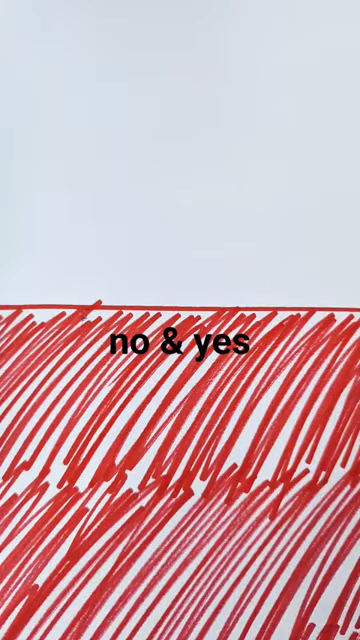 no & yes